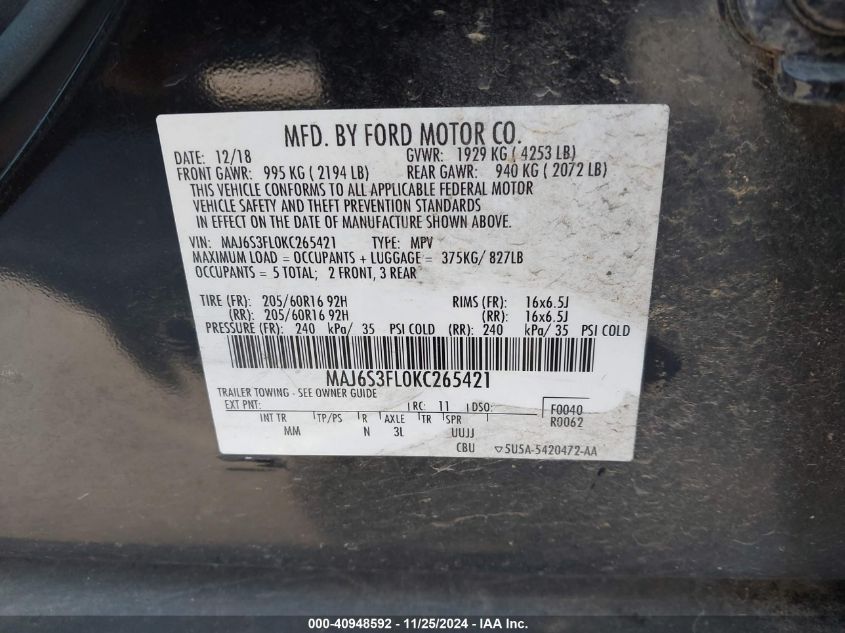 MFD. BY FORD MOTOR CO.
DATE: 12/18 GVWR: 1929 KG ( 4253 LB)
FRONT GAWR: 995 KG ( 2194 LB) REAR GAWR: 940 KG ( 2072 LB)
THIS VEHICLE CONFORMS TO ALL APPLICABLE FEDERAL MOTOR
VEHICLE SAFETY AND THEFT PREVENTION STANDARDS
IN EFFECT ON THE DATE OF MANUFACTURE SHOWN ABOVE.
VIN: MAJ6S3FL0KC265421 TYPE: MPV
MAXIMUM LOAD = OCCUPANTS + LUGGAGE = 375KG/ 827LB
OCCUPANTS = 5 TOTAL; 2 FRONT, 3 REAR
TIRE (FR): 205/60R16 92H RIMS (FR): 16x6.5J
(RR): 205/60R16 92H (RR): 16x6.5J
PRESSURE (FR): 240 kPa/ 35 PSI COLD (RR): 240 kPa/ 35 PSI COLD
MAJ6S3FL0KC265421
TRAILER TOWING - SEE OWNER GUIDE
EXT PNT: RC: 11 DSO: F0040
INT TR TP/PS R AXLE TR SPR R0062
MM N 3L UUJJ
CBU ▽5U5A-5420472-AA
000-40948592 - 11/25/2024 - IAAI Inc.